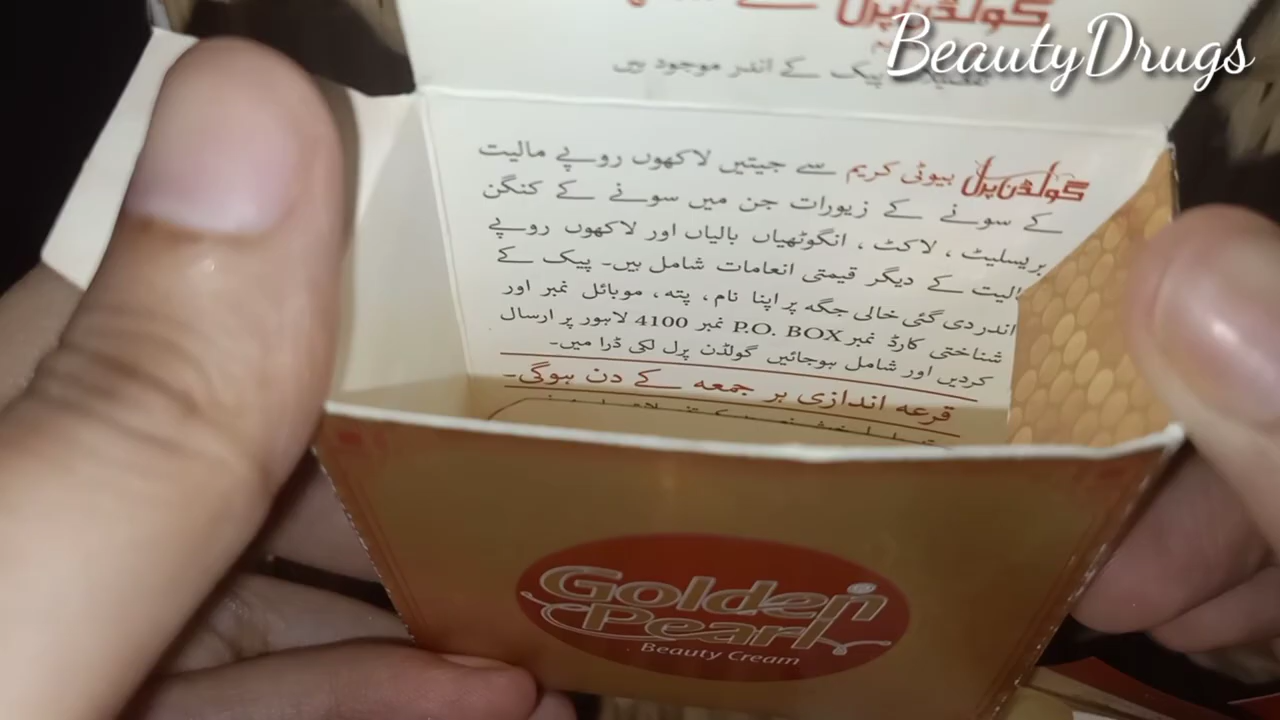 گولڈن پرل کے
BeautyDrugs
پیک کے اندر موجود ہیں
گولڈن پرل بیوٹی کریم سے جیتیں لاکھوں روپے مالیت
کے سونے کے زیورات جن میں سونے کے کنگن
بریسلیٹ ، لاکٹ ، انگوٹھیاں بالیاں اور لاکھوں روپے
مالیت کے دیگر قیمتی انعامات شامل ہیں۔ پیک کے
اندر دی گئی خالی جگہ پر اپنا نام، پتہ، موبائل نمبر اور
شناختی کارڈ نمبر P.O. BOX نمبر 4100 لاہور پر ارسال
کردیں اور شامل ہوجائیں گولڈن پرل لکی ڈرا میں۔
قرعہ اندازی ہر جمعہ کے دن ہوگی۔
Golden
Pearl
Beauty Cream